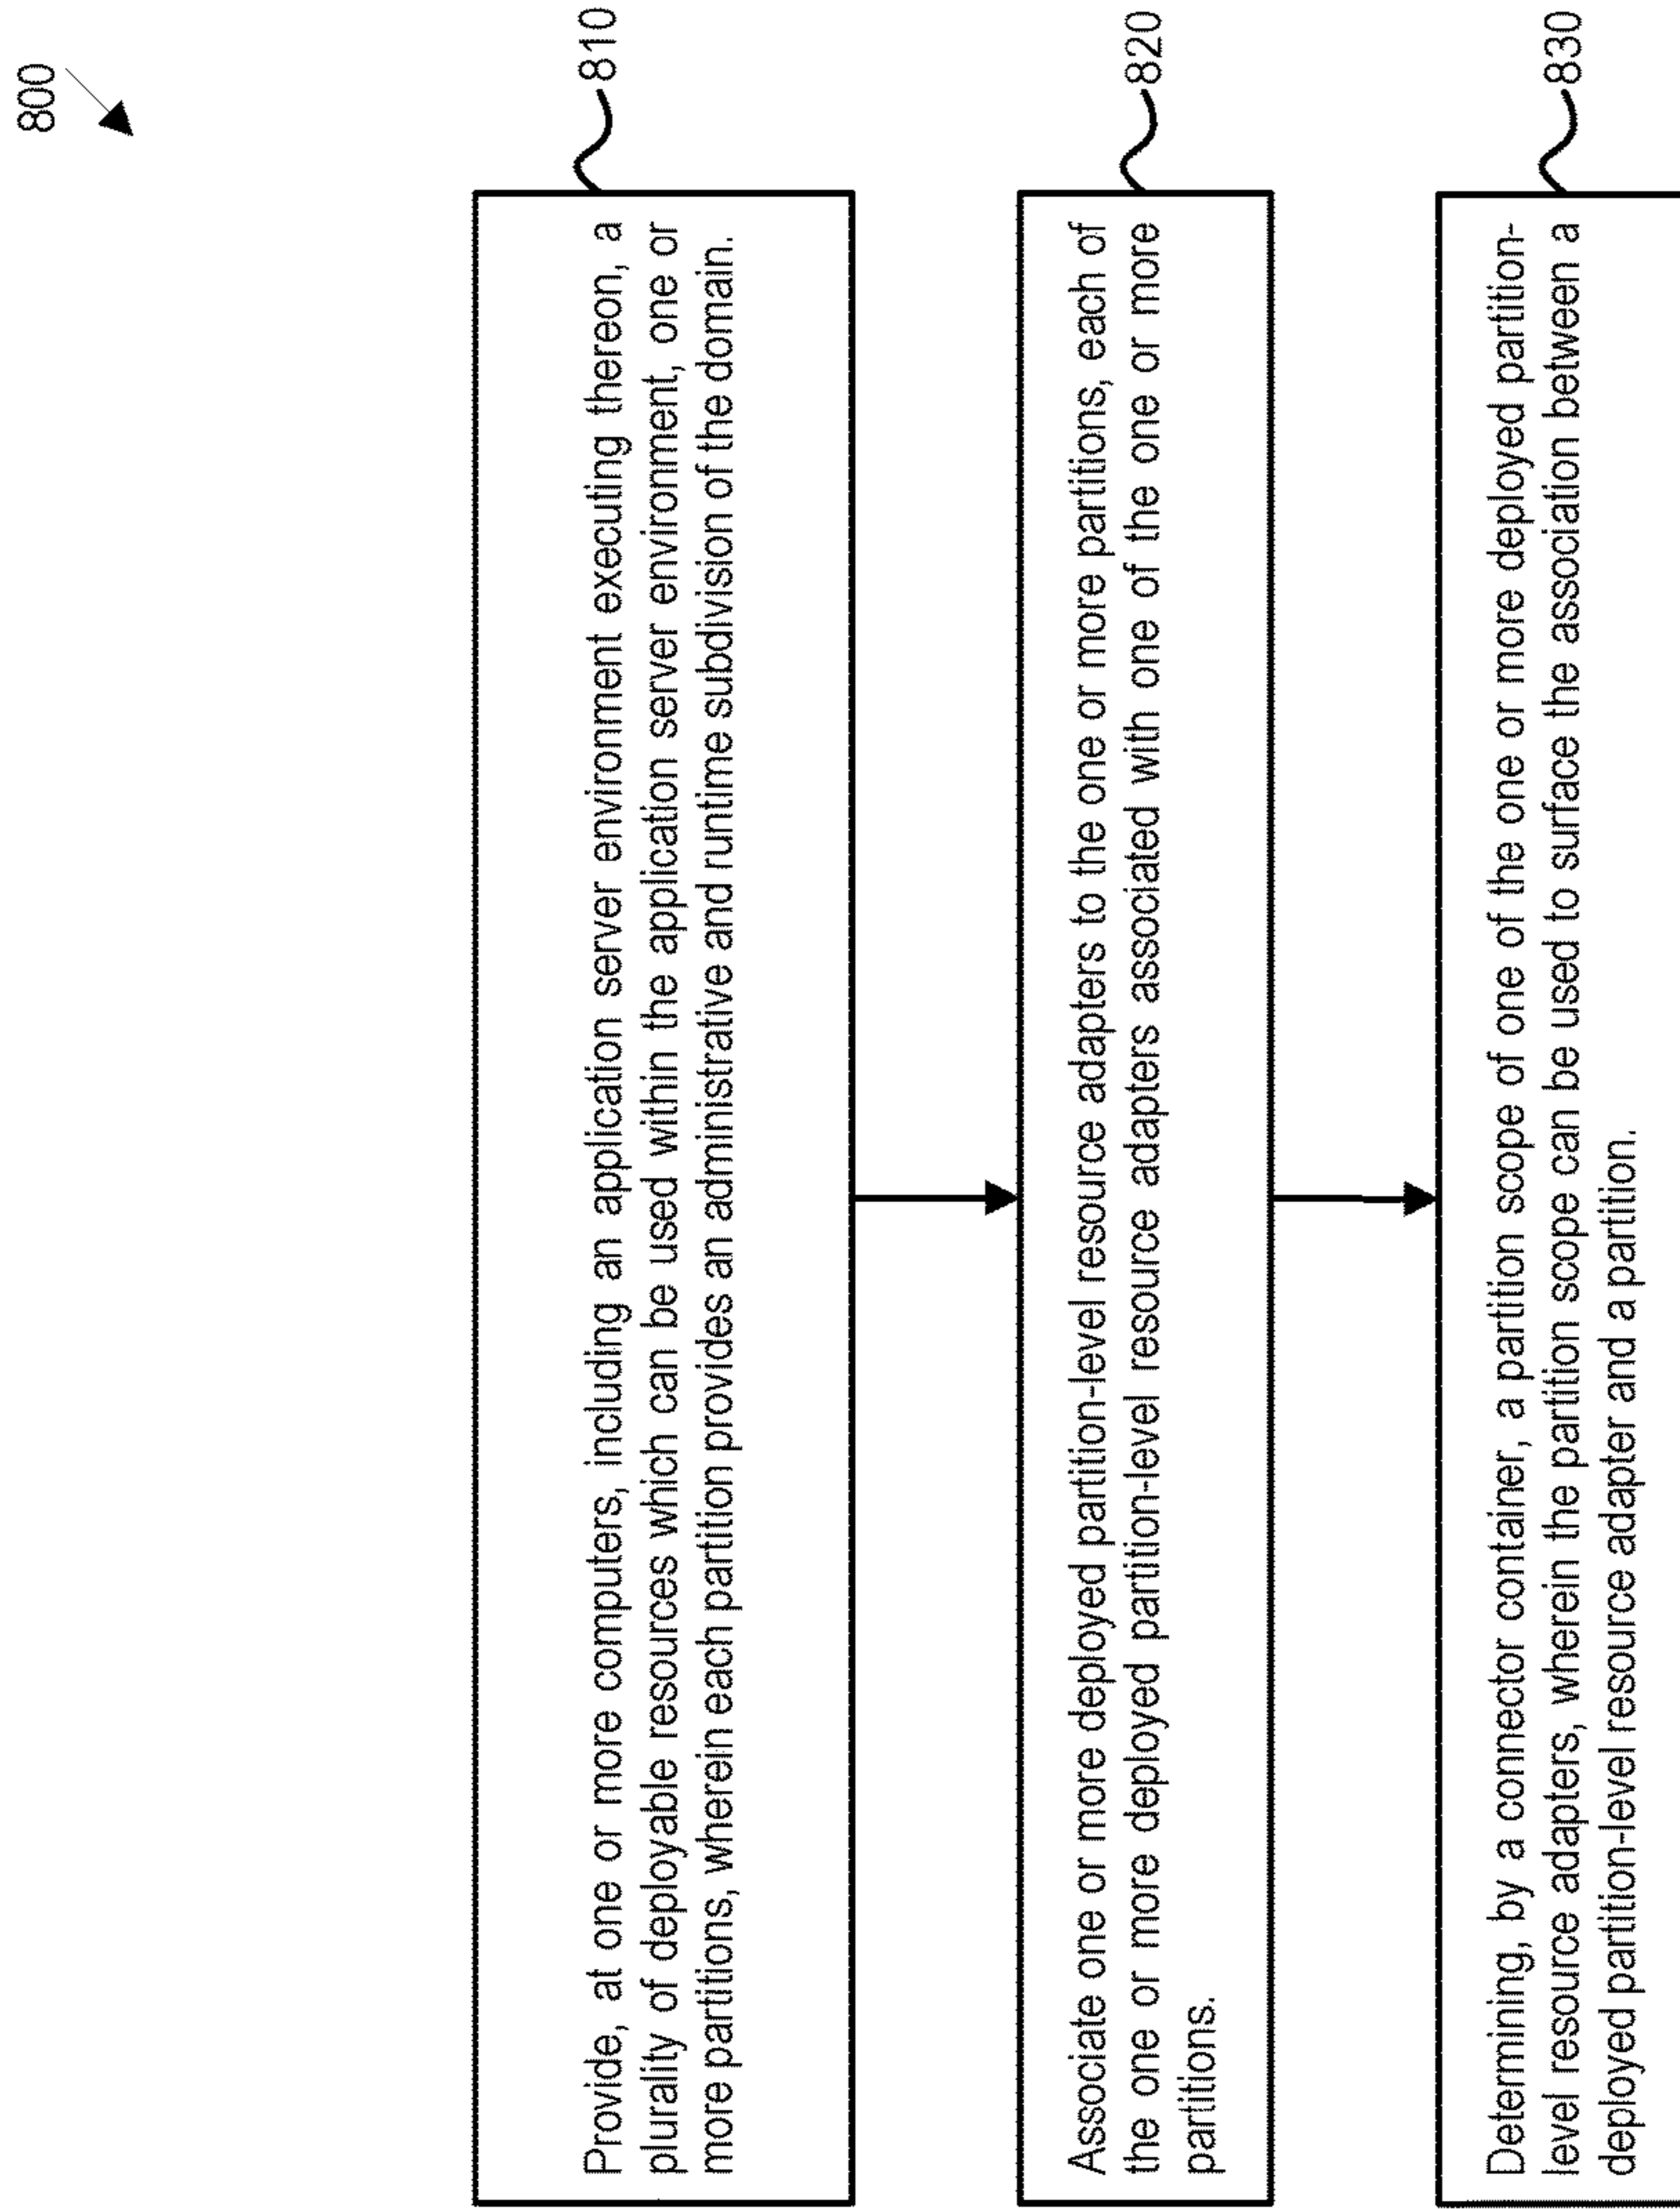 800
810
Provide, at one or more computers, including an application server environment executing thereon, a
plurality of deployable resources which can be used within the application server environment, one or
more partitions, wherein each partition provides an administrative and runtime subdivision of the domain.
820
Associate one or more deployed partition-level resource adapters to the one or more partitions, each of
the one or more deployed partition-level resource adapters associated with one of the one or more
partitions.
830
Determining, by a connector container, a partition scope of one of the one or more deployed partition-
level resource adapters, wherein the partition scope can be used to surface the association between a
deployed partition-level resource adapter and a partition.